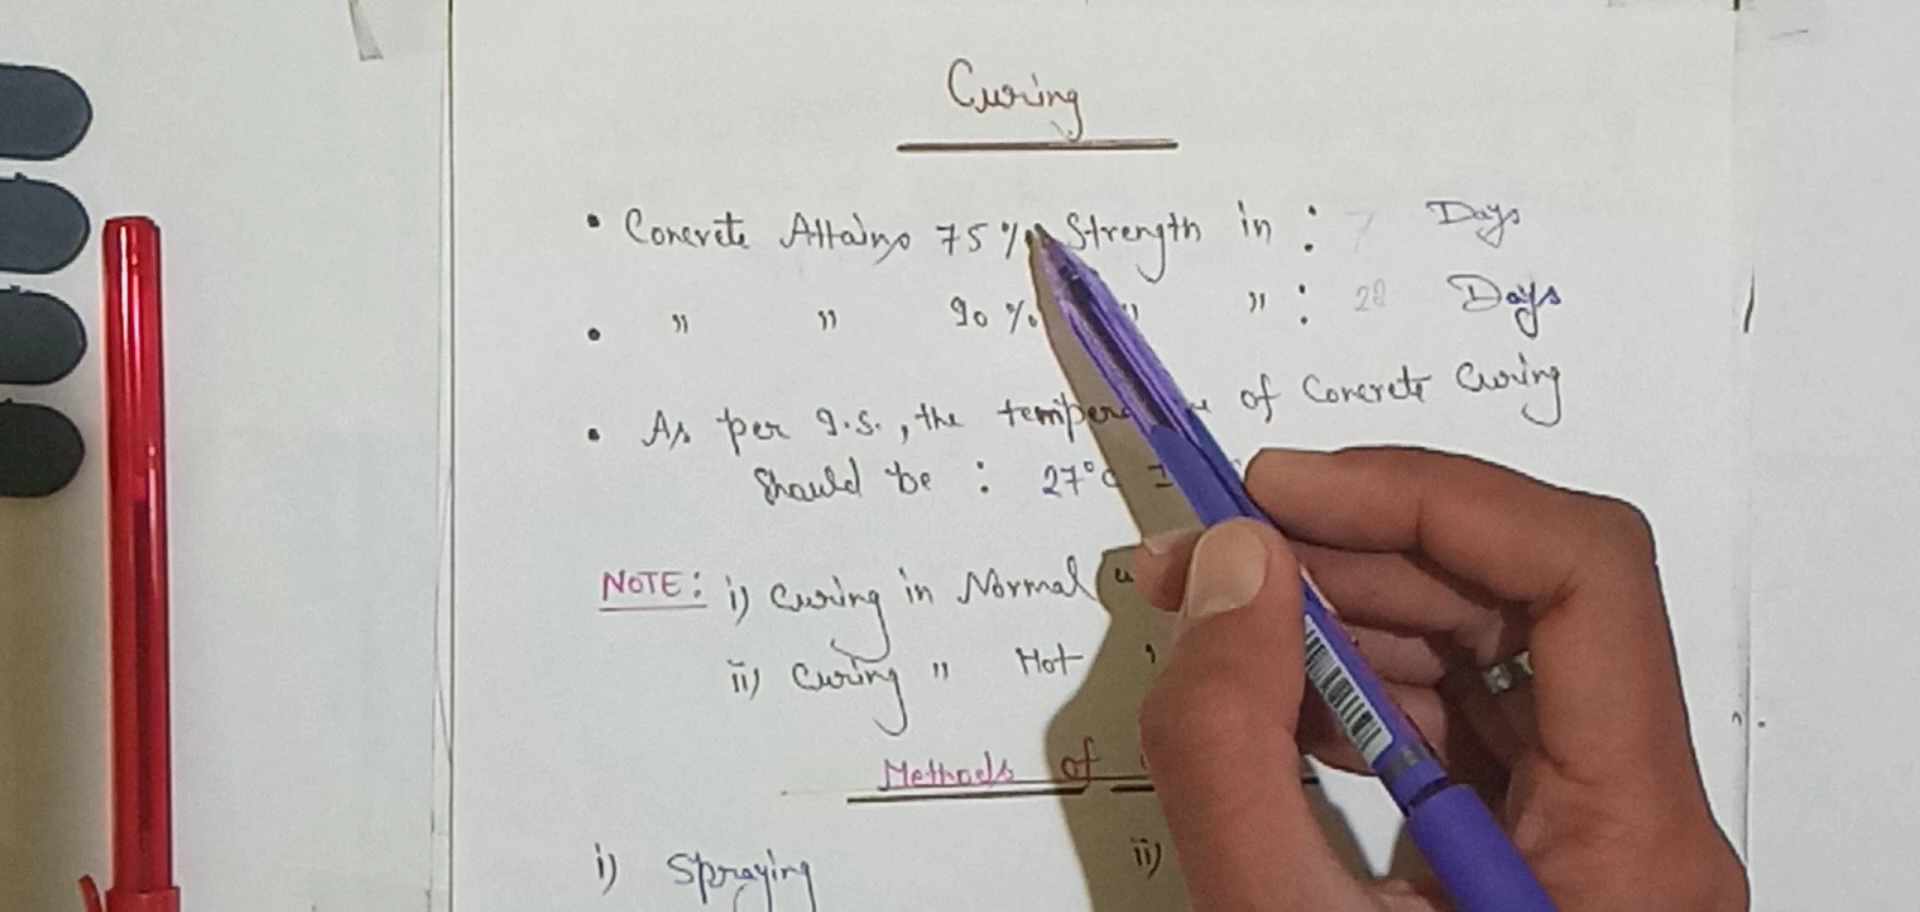 Curing
• Concrete Attains 75% Strength in : 7 Days
• " " 90% " " : 28 Days
• As per I.S., the of Concrete Curing
Should be : 27°C
NOTE: i) Curing in Normal
ii) Curing " Hot "
Methods of
i) Spraying ii)